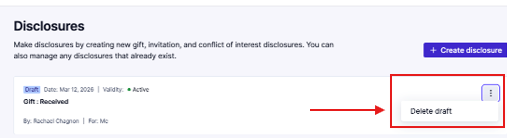 Disclosures
Make disclosures by creating new gift, invitation, and conflict of interest disclosures. You can
also manage any disclosures that already exist.
+ Create disclosure
Draft Date: Mar 12, 2026 | Validity: • Active
Gift : Received
Delete draft
By: Rachael Chagnon | For: Me